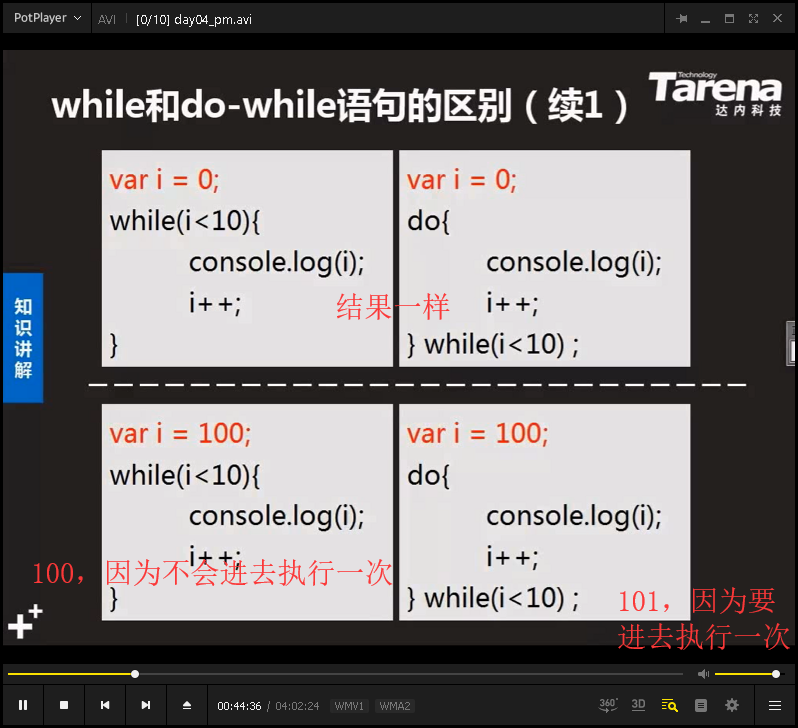 PotPlayer
AVI
[0/10] day04_pm.avi
while和do-while语句的区别（续1）
Technology
Tarena
达内科技
知识讲解
var i = 0;
while(i<10){
console.log(i);
i++;
}
var i = 0;
do{
console.log(i);
i++;
} while(i<10) ;
结果一样
var i = 100;
while(i<10){
console.log(i);
i++;
}
100，因为不会进去执行一次
var i = 100;
do{
console.log(i);
i++;
} while(i<10) ;
101，因为要
进去执行一次
00:44:36 / 04:02:24
WMV1
WMA2
360°
3D